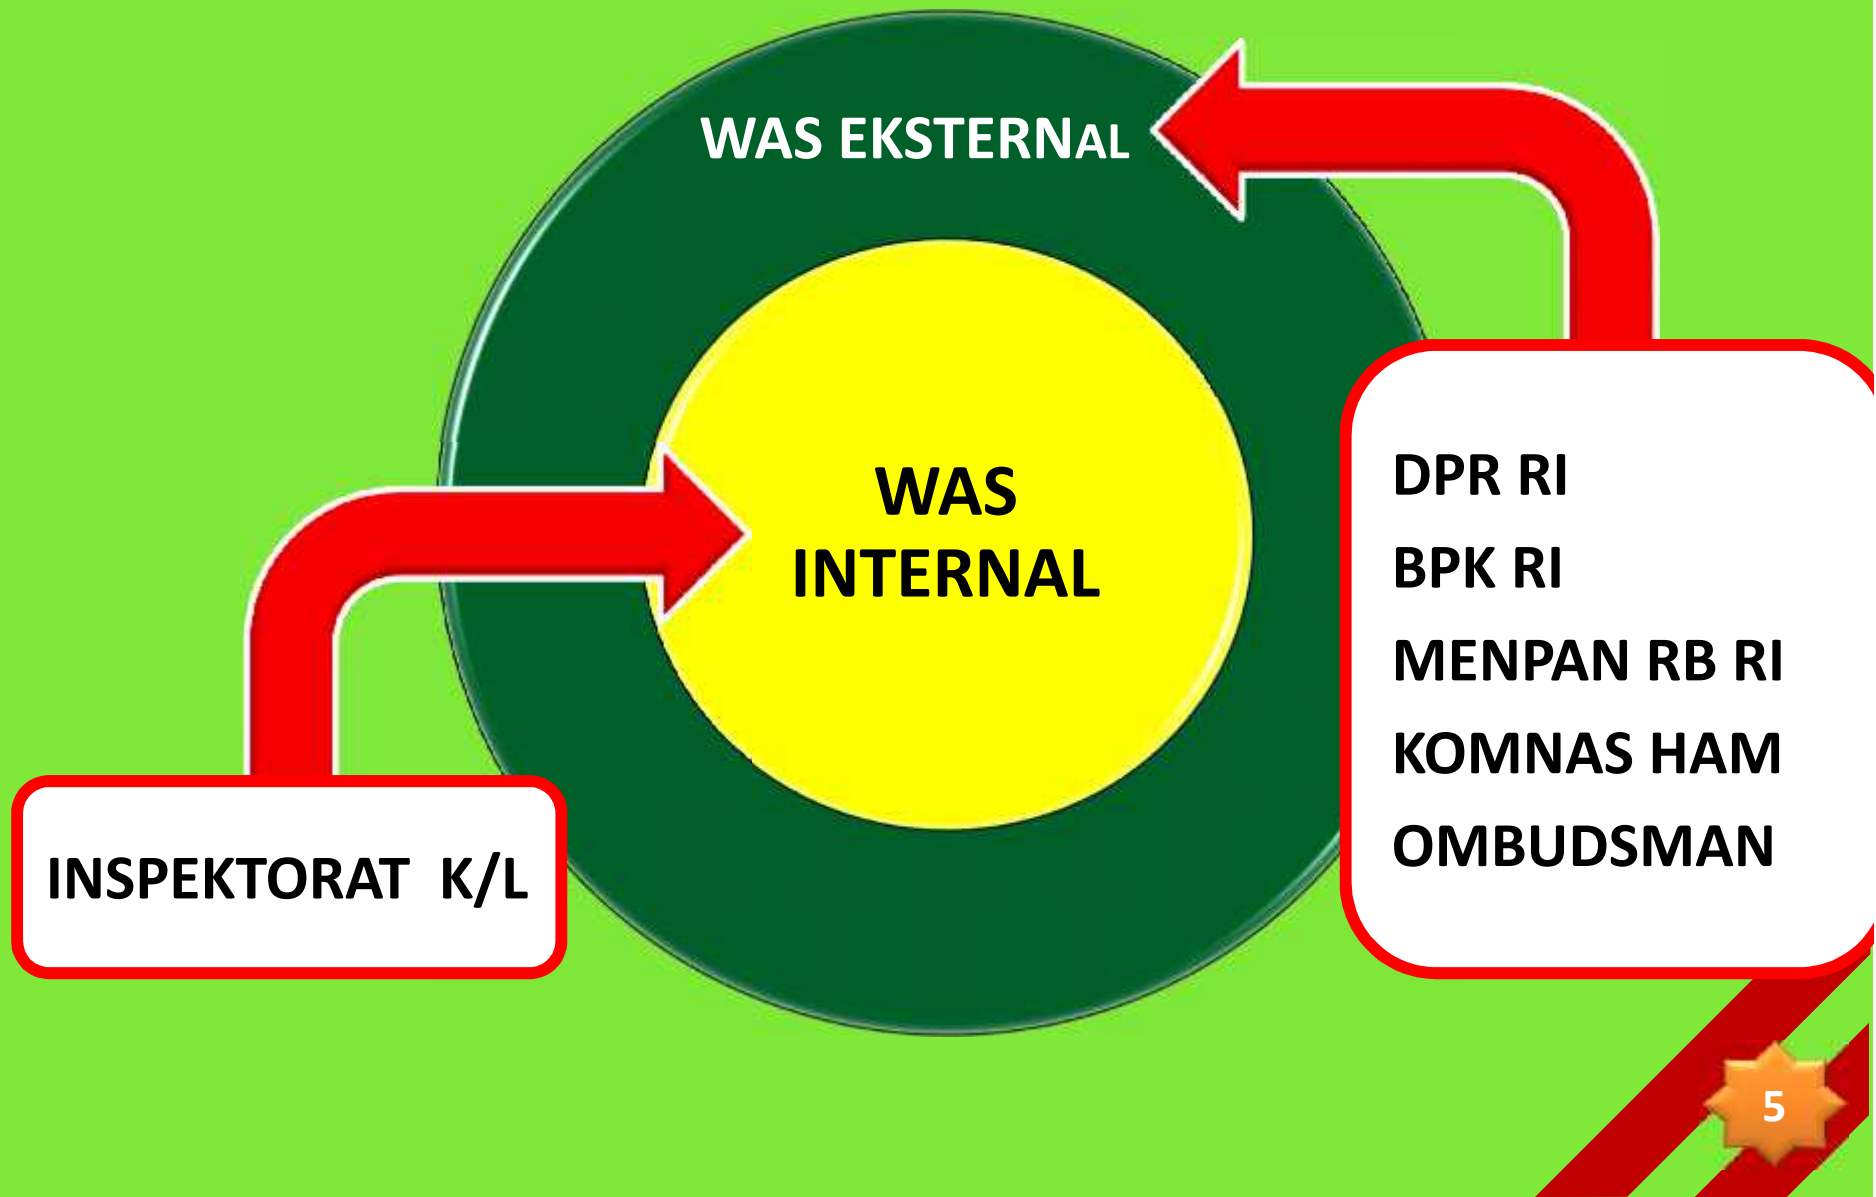 WAS EKSTERNAL
WAS
INTERNAL
DPR RI
BPK RI
MENPAN RB RI
KOMNAS HAM
OMBUDSMAN
INSPEKTORAT K/L
5